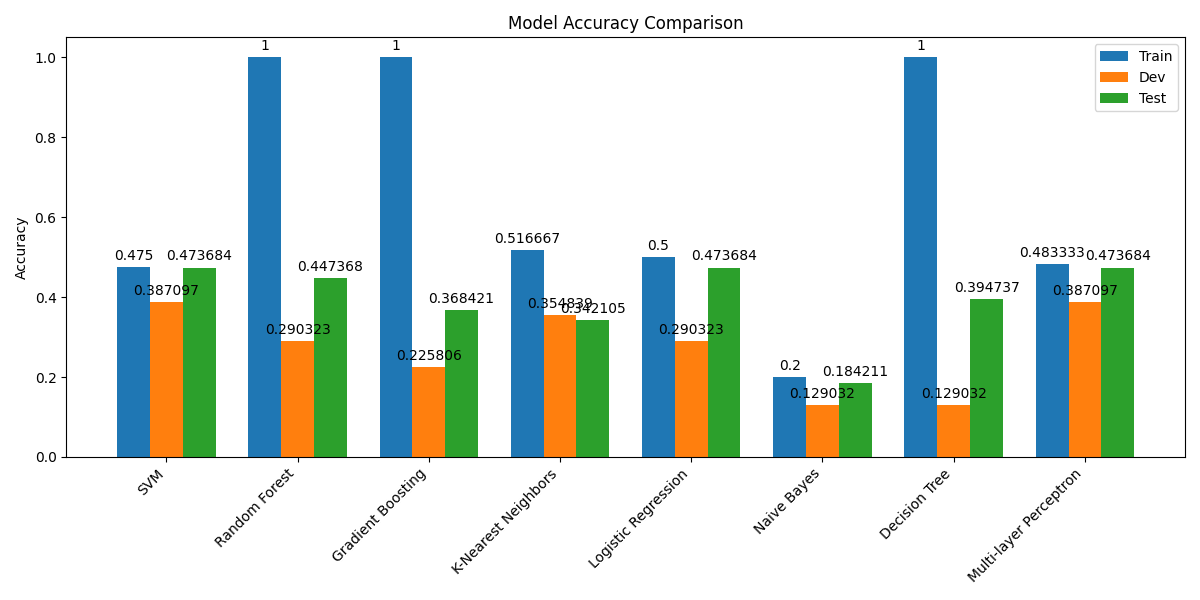 Model Accuracy Comparison
Accuracy
1.0
0.8
0.6
0.4
0.2
0.0
Train
Dev
Test
0.475
0.387097
0.473684
1
0.290323
0.447368
1
0.225806
0.368421
0.516667
0.354839
0.342105
0.5
0.290323
0.473684
0.2
0.129032
0.184211
1
0.129032
0.394737
0.483333
0.387097
0.473684
SVM
Random Forest
Gradient Boosting
K-Nearest Neighbors
Logistic Regression
Naive Bayes
Decision Tree
Multi-layer Perceptron